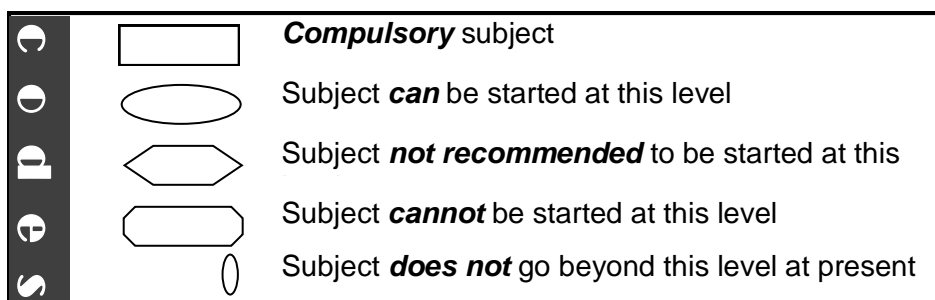 Codes
Compulsory subject
Subject can be started at this level
Subject not recommended to be started at this
Subject cannot be started at this level
Subject does not go beyond this level at present